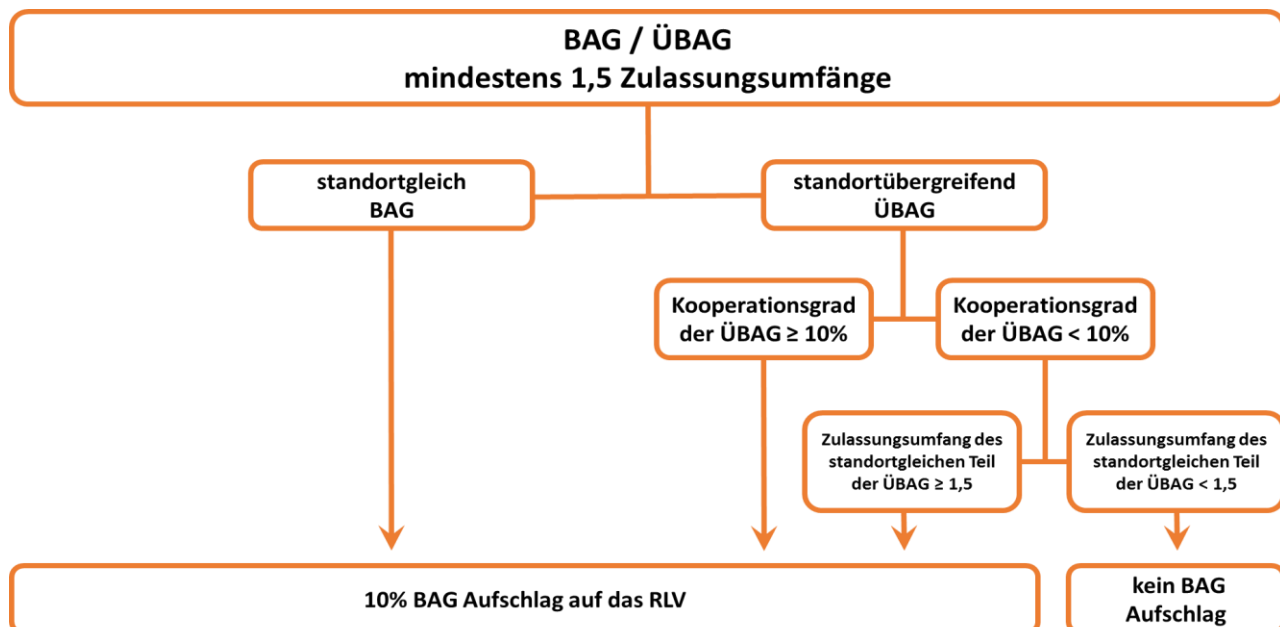 BAG / ÜBAG
mindestens 1,5 Zulassungsumfänge
standortgleich
BAG
standortübergreifend
ÜBAG
Kooperationsgrad
der ÜBAG ≥ 10%
Kooperationsgrad
der ÜBAG < 10%
Zulassungsumfang des
standortgleichen Teil
der ÜBAG ≥ 1,5
Zulassungsumfang des
standortgleichen Teil
der ÜBAG < 1,5
10% BAG Aufschlag auf das RLV
kein BAG
Aufschlag